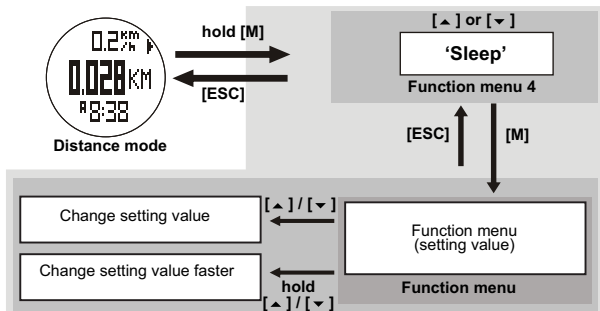 0.2KM/H
0.028KM
A8:38
Distance mode
hold [M]
[ESC]
[▲] or [▼]
'Sleep'
Function menu 4
[ESC]
[M]
Change setting value
[▲] / [▼]
Change setting value faster
hold
[▲] / [▼]
Function menu
(setting value)
Function menu